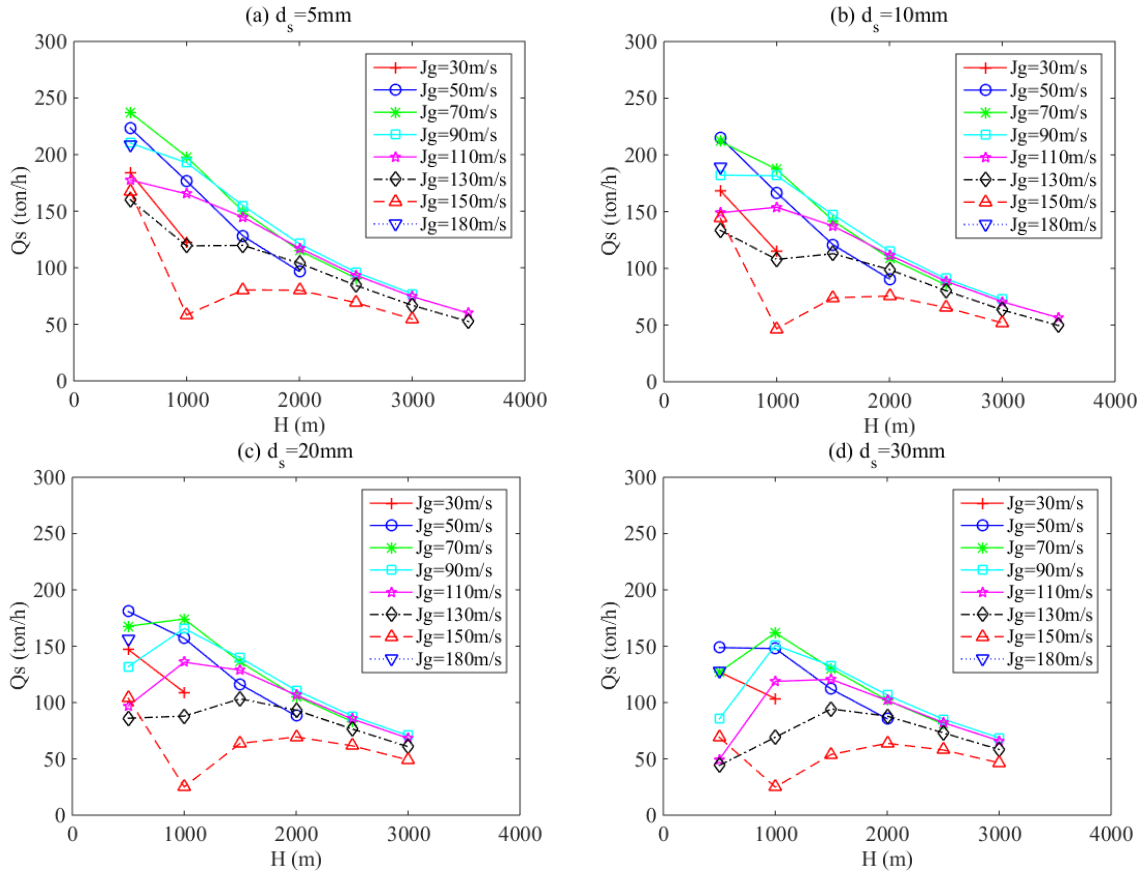 (a) d_s=5mm
300
250
200
150
100
50
0
Qs (ton/h)
0 1000 2000 3000 4000
H (m)
Jg=30m/s
Jg=50m/s
Jg=70m/s
Jg=90m/s
Jg=110m/s
Jg=130m/s
Jg=150m/s
Jg=180m/s
(b) d_s=10mm
300
250
200
150
100
50
0
Qs (ton/h)
0 1000 2000 3000 4000
H (m)
Jg=30m/s
Jg=50m/s
Jg=70m/s
Jg=90m/s
Jg=110m/s
Jg=130m/s
Jg=150m/s
Jg=180m/s
(c) d_s=20mm
300
250
200
150
100
50
0
Qs (ton/h)
0 1000 2000 3000 4000
H (m)
Jg=30m/s
Jg=50m/s
Jg=70m/s
Jg=90m/s
Jg=110m/s
Jg=130m/s
Jg=150m/s
Jg=180m/s
(d) d_s=30mm
300
250
200
150
100
50
0
Qs (ton/h)
0 1000 2000 3000 4000
H (m)
Jg=30m/s
Jg=50m/s
Jg=70m/s
Jg=90m/s
Jg=110m/s
Jg=130m/s
Jg=150m/s
Jg=180m/s